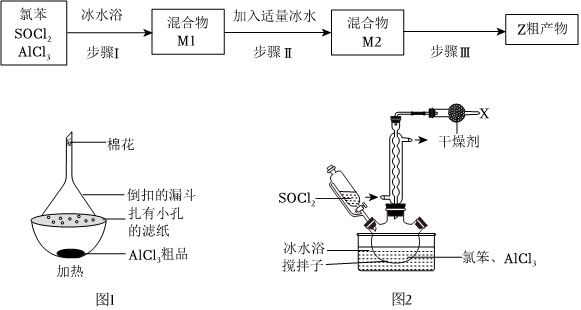 氯苯
SOCl₂
AlCl₃
冰水浴
步骤Ⅰ
混合物
M1
加入适量冰水
步骤Ⅱ
混合物
M2
步骤Ⅲ
Z粗产物
棉花
倒扣的漏斗
扎有小孔
的滤纸
AlCl₃粗品
加热
图1
X
干燥剂
SOCl₂
冰水浴
搅拌子
氯苯、AlCl₃
图2